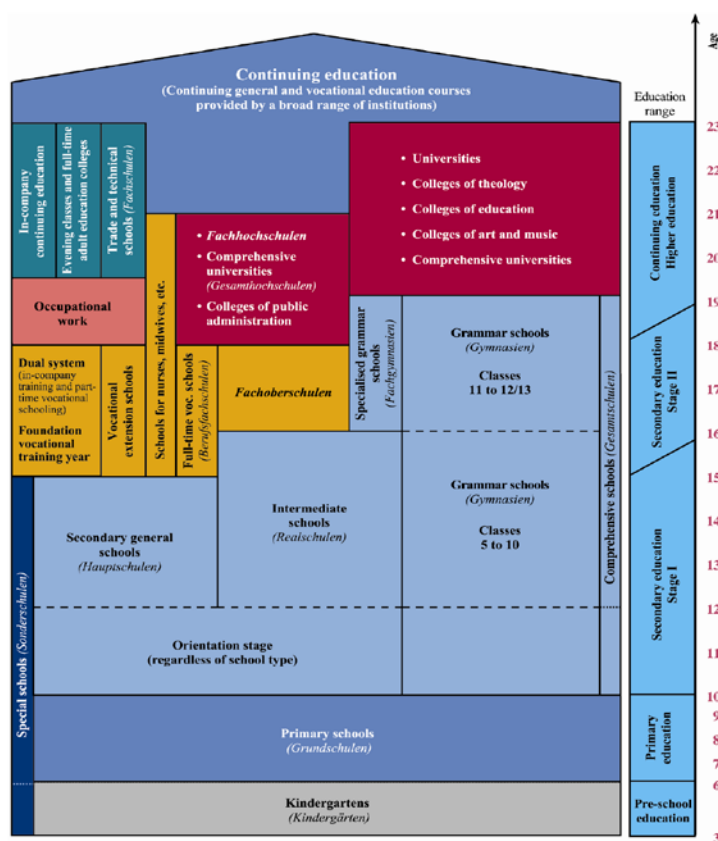 Age
Continuing education
(Continuing general and vocational education courses
provided by a broad range of institutions)
Education
range
In-company
continuing education
Evening classes and full-time
adult education colleges
Trade and technical
schools (Fachschulen)
• Universities
• Colleges of theology
• Colleges of education
• Colleges of art and music
• Comprehensive universities
• Fachhochschulen
• Comprehensive
universities
(Gesamthochschulen)
• Colleges of public
administration
Continuing education
Higher education
23
22
21
20
19
18
17
16
15
14
13
12
11
10
9
8
7
6
3
Occupational
work
Schools for nurses, midwives, etc.
Specialised grammar
schools
(Fachgymnasien)
Grammar schools
(Gymnasien)
Classes
11 to 12/13
Comprehensive schools (Gesamtschulen)
Secondary education
Stage II
Dual system
(in-company
training and part-
time vocational
schooling)
Foundation
vocational
training year
Vocational
extension schools
Full-time voc. schools
(Berufsfachschulen)
Fachoberschulen
Special schools (Sonderschulen)
Secondary general
schools
(Hauptschulen)
Intermediate
schools
(Realschulen)
Grammar schools
(Gymnasien)
Classes
5 to 10
Secondary education
Stage I
Orientation stage
(regardless of school type)
Primary schools
(Grundschulen)
Primary
education
Kindergartens
(Kindergärten)
Pre-school
education